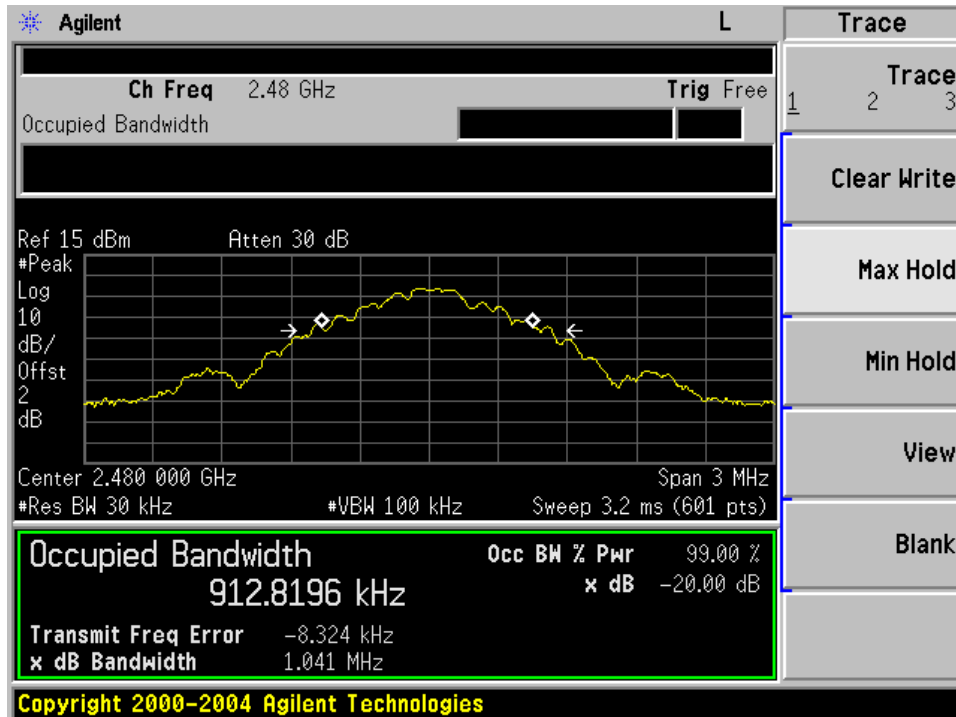 Agilent L Trace
Ch Freq 2.48 GHz Trig Free
Occupied Bandwidth
Trace
1 2 3
Clear Write
Max Hold
Min Hold
View
Blank
Ref 15 dBm Atten 30 dB
#Peak
Log
10
dB/
Offst
2
dB
Center 2.480 000 GHz Span 3 MHz
#Res BW 30 kHz #VBW 100 kHz Sweep 3.2 ms (601 pts)
Occupied Bandwidth Occ BW % Pwr 99.00 %
912.8196 kHz x dB -20.00 dB
Transmit Freq Error -8.324 kHz
x dB Bandwidth 1.041 MHz
Copyright 2000-2004 Agilent Technologies